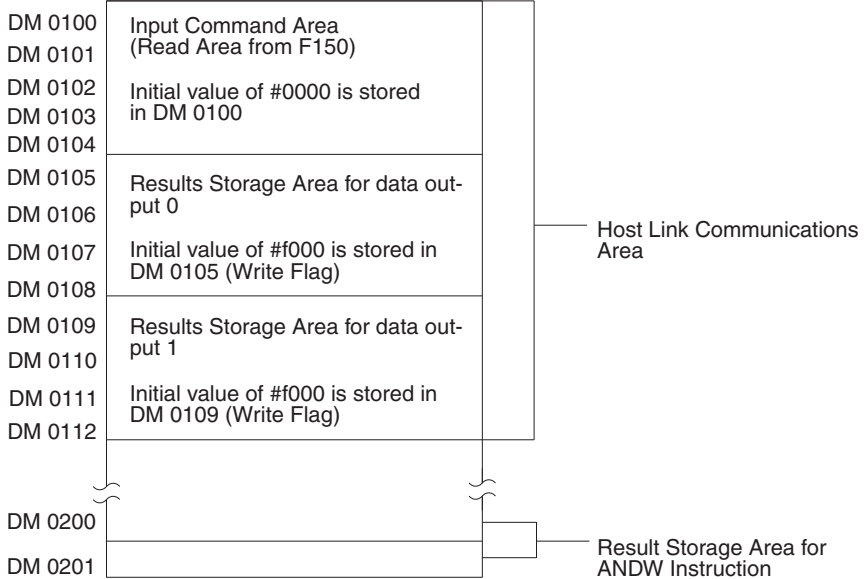 DM 0100
DM 0101
DM 0102
DM 0103
DM 0104
Input Command Area
(Read Area from F150)
Initial value of #0000 is stored
in DM 0100
DM 0105
DM 0106
DM 0107
DM 0108
Results Storage Area for data out-
put 0
Initial value of #f000 is stored in
DM 0105 (Write Flag)
DM 0109
DM 0110
DM 0111
DM 0112
Results Storage Area for data out-
put 1
Initial value of #f000 is stored in
DM 0109 (Write Flag)
Host Link Communications
Area
DM 0200
DM 0201
Result Storage Area for
ANDW Instruction